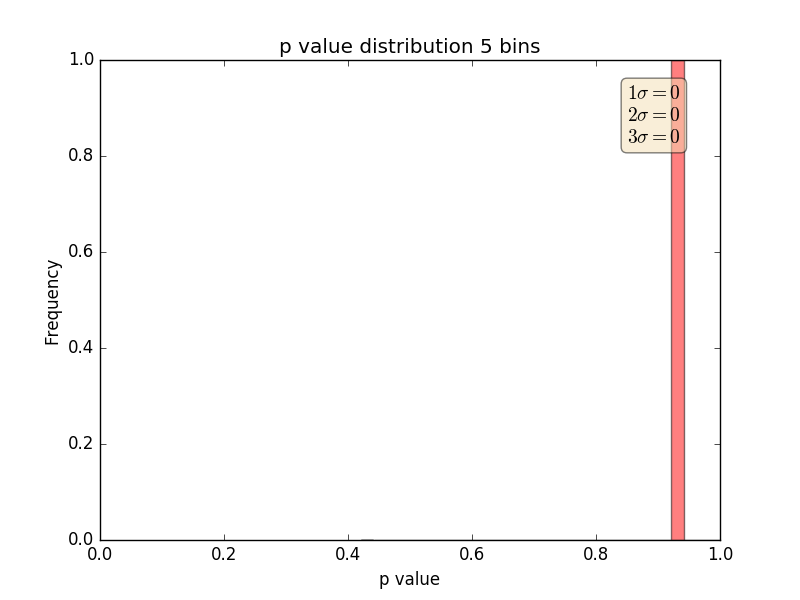 p value distribution 5 bins
1.0
0.8
0.6
0.4
0.2
0.0
Frequency
1σ = 0
2σ = 0
3σ = 0
0.0 0.2 0.4 0.6 0.8 1.0
p value